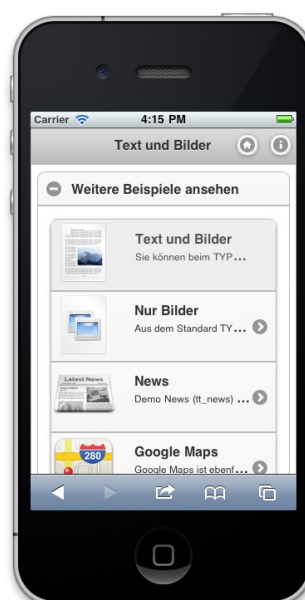 Carrier 4:15 PM
Text und Bilder
Weitere Beispiele ansehen
Text und Bilder
Sie können beim TYP...
Nur Bilder
Aus dem Standard TY...
Latest News
News
Demo News (tt_news) ...
280
Google Maps
Google Maps ist ebenf...